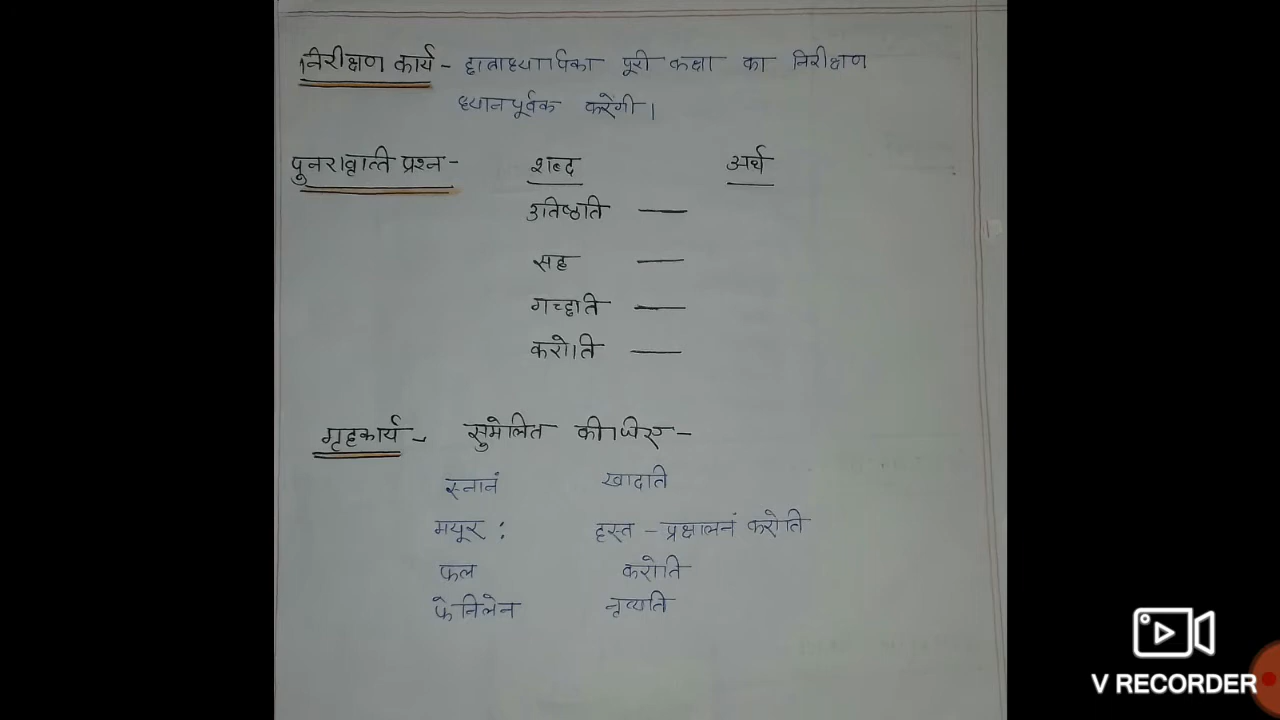 निरीक्षण कार्य - छात्राध्यापिका पूरी कक्षा का निरीक्षण
ध्यानपूर्वक करेंगी।
पुनरावृत्ति प्रश्न - शब्द अर्थ
उतिष्ठति —
सह —
गच्छति —
करोति —
गृहकार्य - सुमेलित कीजिए -
स्नानं खादति
मयूर : हस्त - प्रक्षालनं करोति
फल करोति
फेनिलेन नृत्यति
V RECORDER